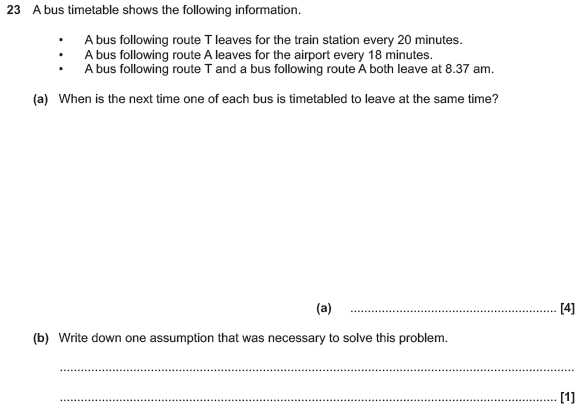 23 A bus timetable shows the following information.
• A bus following route T leaves for the train station every 20 minutes.
• A bus following route A leaves for the airport every 18 minutes.
• A bus following route T and a bus following route A both leave at 8.37 am.
(a) When is the next time one of each bus is timetabled to leave at the same time?
(a) ............................................................ [4]
(b) Write down one assumption that was necessary to solve this problem.
....................................................................................................................................................
............................................................................................................................................... [1]